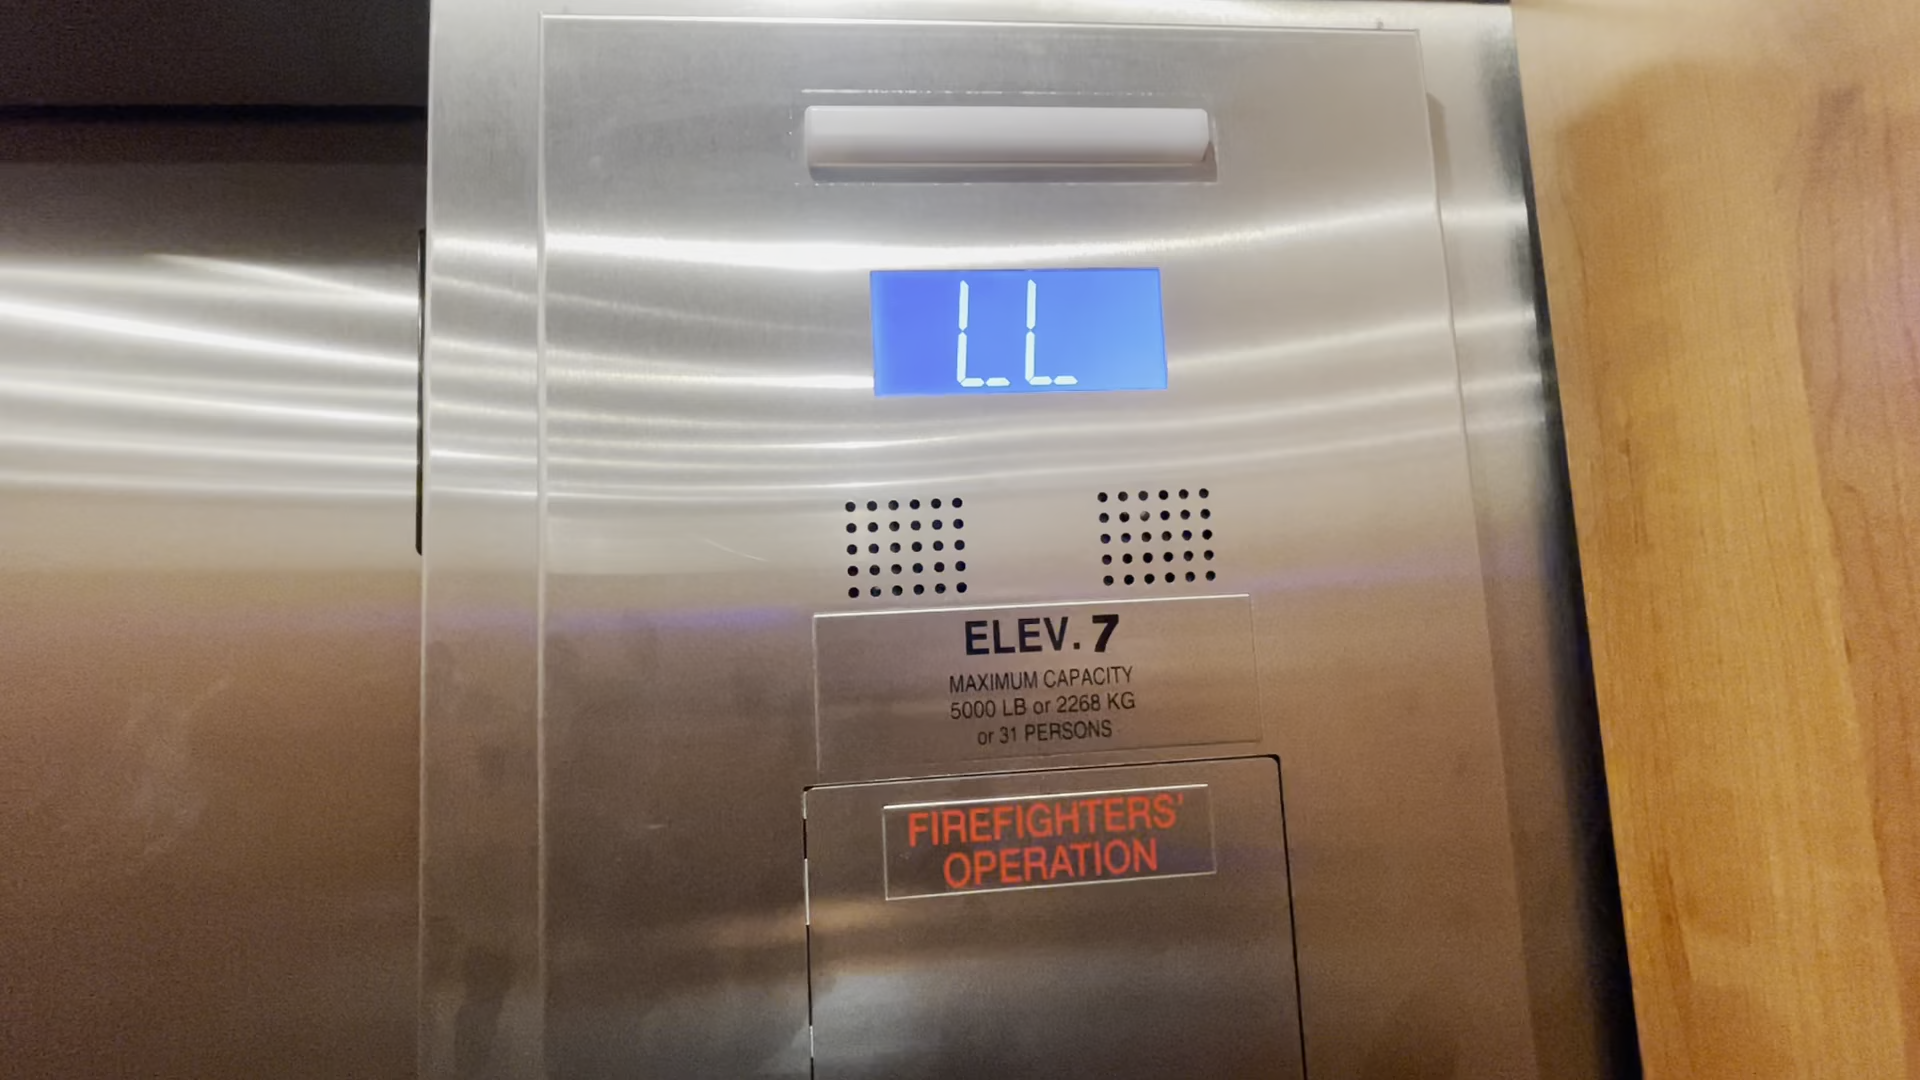 LL
ELEV. 7
MAXIMUM CAPACITY
5000 LB or 2268 KG
or 31 PERSONS
FIREFIGHTERS'
OPERATION